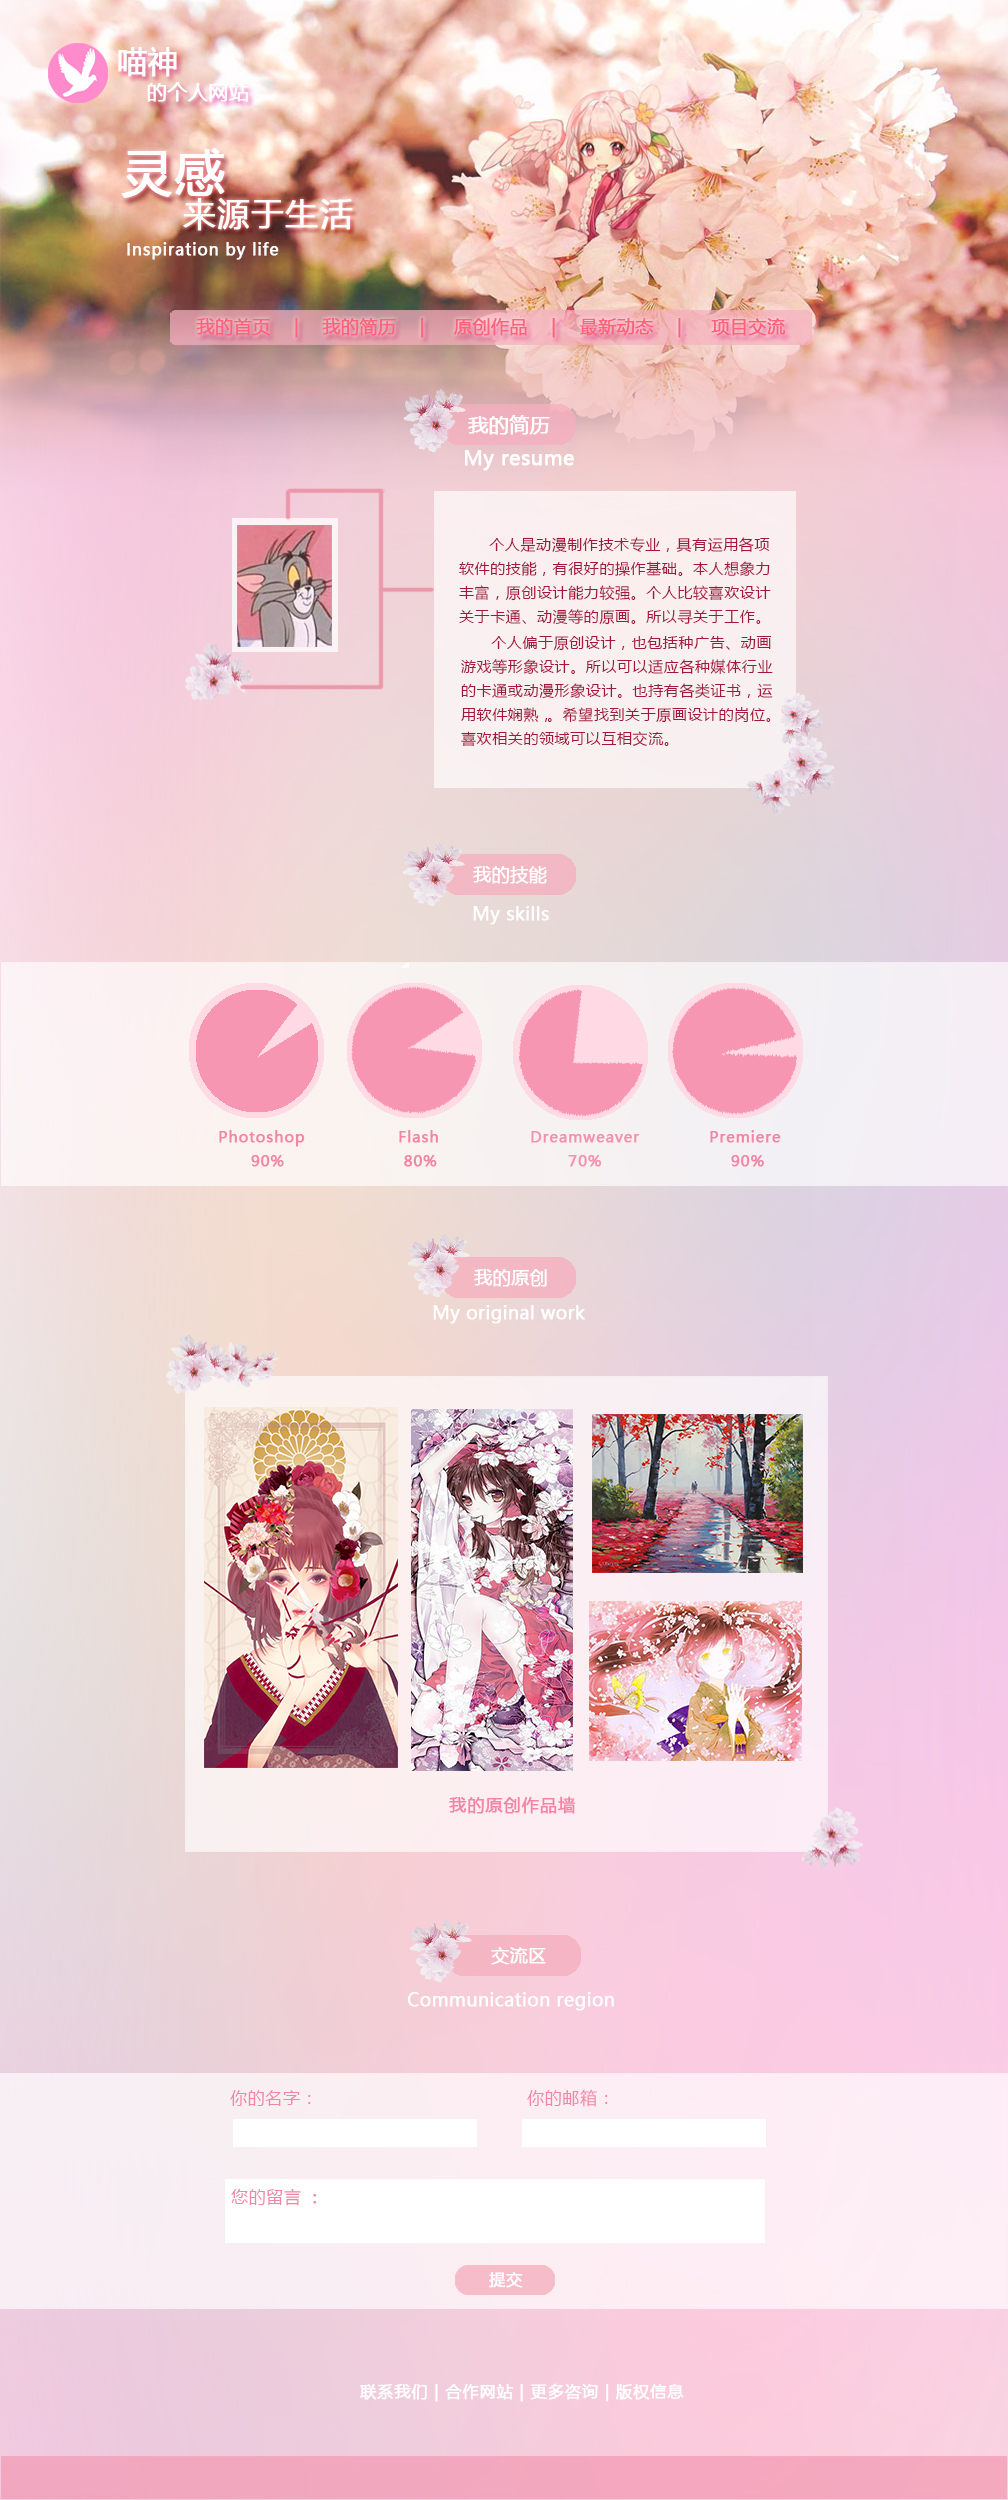 喵神
的个人网站
灵感
来源于生活
Inspiration by life
我的首页 | 我的简历 | 原创作品 | 最新动态 | 项目交流
我的简历
My resume
个人是动漫制作技术专业，具有运用各项
软件的技能，有很好的操作基础。本人想象力
丰富，原创设计能力较强。个人比较喜欢设计
关于卡通、动漫等的原画。所以寻关于工作。
个人偏于原创设计，也包括种广告、动画
游戏等形象设计。所以可以适应各种媒体行业
的卡通或动漫形象设计。也持有各类证书，运
用软件娴熟，。希望找到关于原画设计的岗位。
喜欢相关的领域可以互相交流。
我的技能
My skills
Photoshop Flash Dreamweaver Premiere
90% 80% 70% 90%
我的原创
My original work
我的原创作品墙
交流区
Communication region
你的名字： 你的邮箱：
您的留言 ：
提交
联系我们 | 合作网站 | 更多咨询 | 版权信息